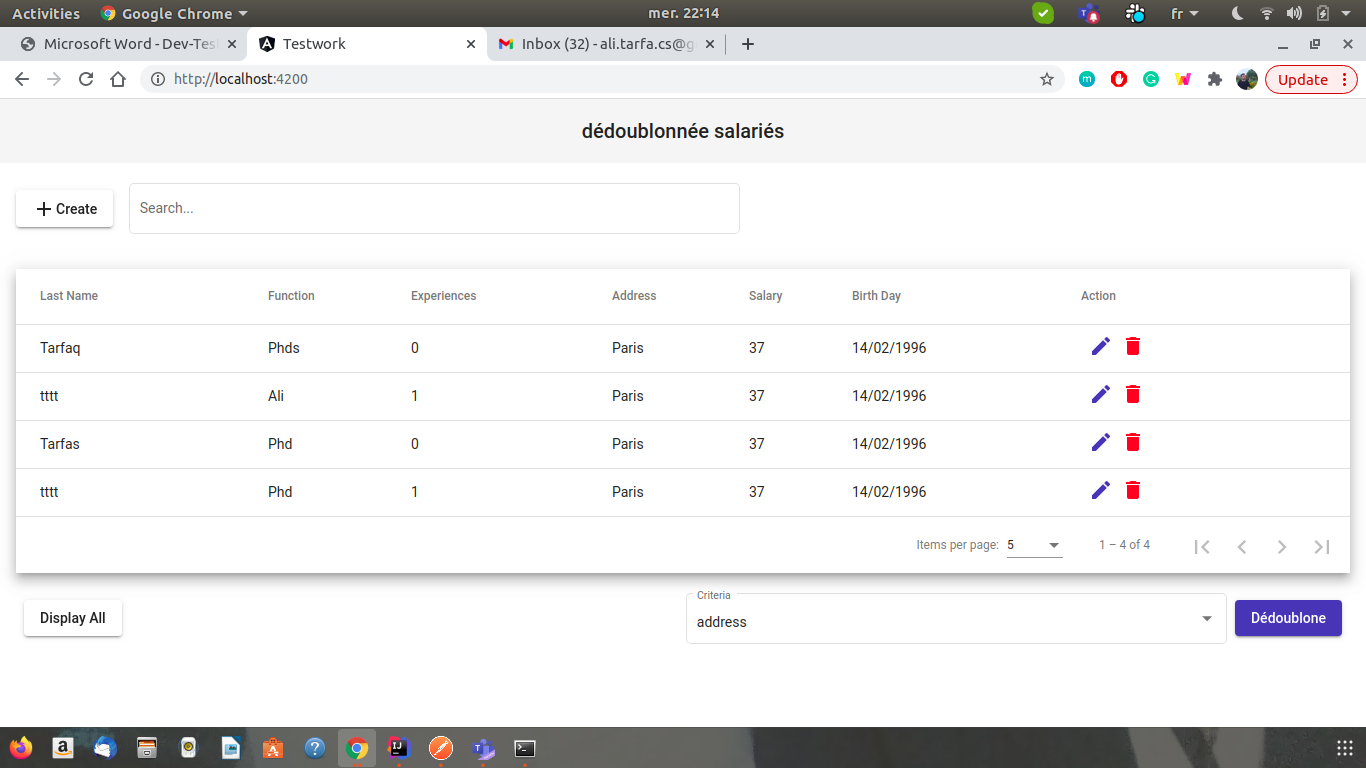 Activities Google Chrome mer. 22:14 fr
Microsoft Word - Dev-Tes Testwork Inbox (32) - ali.tarfa.cs@g
http://localhost:4200 Update
dédoublonnée salariés
Create Search...
Last Name Function Experiences Address Salary Birth Day Action
Tarfaq Phds 0 Paris 37 14/02/1996
tttt Ali 1 Paris 37 14/02/1996
Tarfas Phd 0 Paris 37 14/02/1996
tttt Phd 1 Paris 37 14/02/1996
Items per page: 5 1 – 4 of 4
Criteria
Display All address Dédoublone